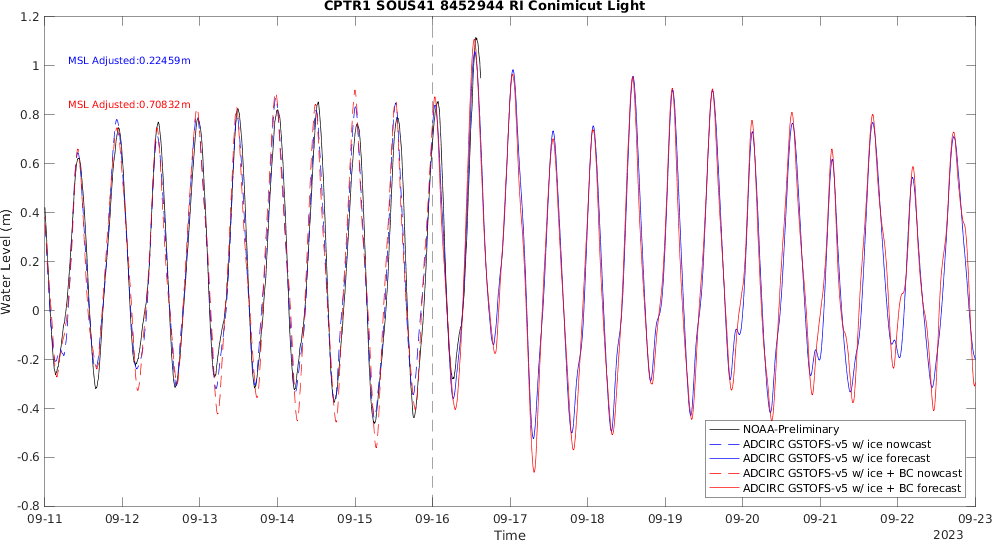 CPTR1 SOUS41 8452944 RI Conimicut Light
1.2
1
0.8
0.6
0.4
0.2
0
-0.2
-0.4
-0.6
-0.8
Water Level (m)
MSL Adjusted:0.22459m
MSL Adjusted:0.70832m
NOAA-Preliminary
ADCIRC GSTOFS-v5 w/ ice nowcast
ADCIRC GSTOFS-v5 w/ ice forecast
ADCIRC GSTOFS-v5 w/ ice + BC nowcast
ADCIRC GSTOFS-v5 w/ ice + BC forecast
09-11 09-12 09-13 09-14 09-15 09-16 09-17 09-18 09-19 09-20 09-21 09-22 09-23
Time
2023